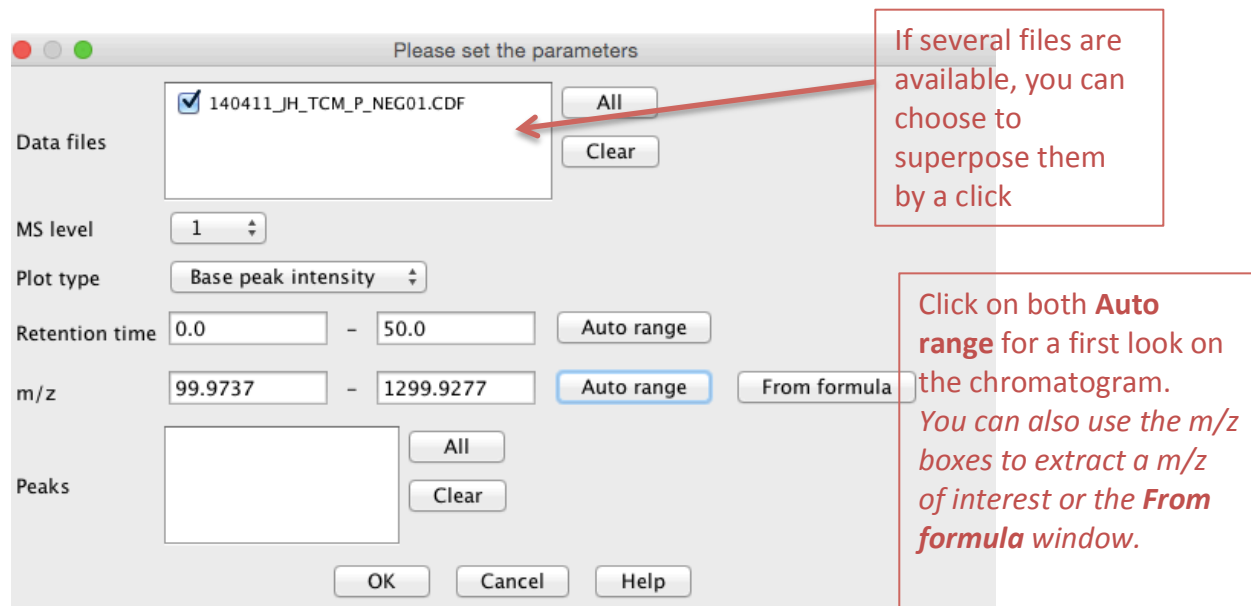 Please set the parameters
If several files are
available, you can
choose to
superpose them
by a click
Data files
140411_JH_TCM_P_NEG01.CDF
All
Clear
MS level
1
Plot type
Base peak intensity
Retention time 0.0 – 50.0 Auto range
m/z 99.9737 – 1299.9277 Auto range From formula
Click on both Auto
range for a first look on
the chromatogram.
You can also use the m/z
boxes to extract a m/z
of interest or the From
formula window.
Peaks
All
Clear
OK Cancel Help